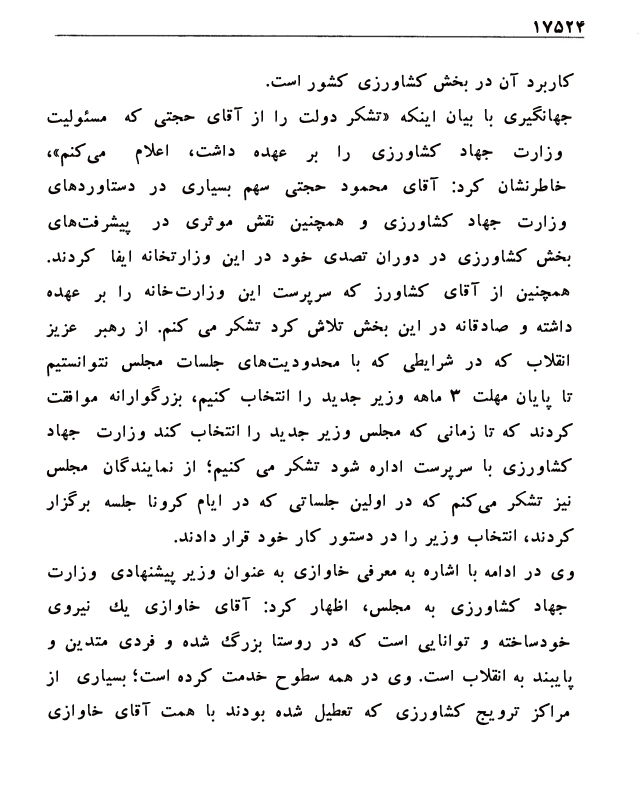 ۱۷۵۲۴
کاربرد آن در بخش کشاورزی کشور است.
جهانگیری با بیان اینکه «تشکر دولت را از آقای حجتی که مسئولیت
وزارت جهاد کشاورزی را بر عهده داشت، اعلام می‌کنم»،
خاطرنشان کرد: آقای محمود حجتی سهم بسیاری در دستاوردهای
وزارت جهاد کشاورزی و همچنین نقش موثری در پیشرفت‌های
بخش کشاورزی در دوران تصدی خود در این وزارتخانه ایفا کردند.
همچنین از آقای کشاورز که سرپرست این وزارت‌خانه را بر عهده
داشته و صادقانه در این بخش تلاش کرد تشکر می کنم. از رهبر عزیز
انقلاب که در شرایطی که با محدودیت‌های جلسات مجلس نتوانستیم
تا پایان مهلت ۳ ماهه وزیر جدید را انتخاب کنیم، بزرگوارانه موافقت
کردند که تا زمانی که مجلس وزیر جدید را انتخاب کند وزارت جهاد
کشاورزی با سرپرست اداره شود تشکر می کنیم؛ از نمایندگان مجلس
نیز تشکر می‌کنم که در اولین جلساتی که در ایام کرونا جلسه برگزار
کردند، انتخاب وزیر را در دستور کار خود قرار دادند.
وی در ادامه با اشاره به معرفی خاوازی به عنوان وزیر پیشنهادی وزارت
جهاد کشاورزی به مجلس، اظهار کرد: آقای خاوازی یك نیروی
خودساخته و توانایی است که در روستا بزرگ شده و فردی متدین و
پایبند به انقلاب است. وی در همه سطوح خدمت کرده است؛ بسیاری از
مراکز ترویج کشاورزی که تعطیل شده بودند با همت آقای خاوازی